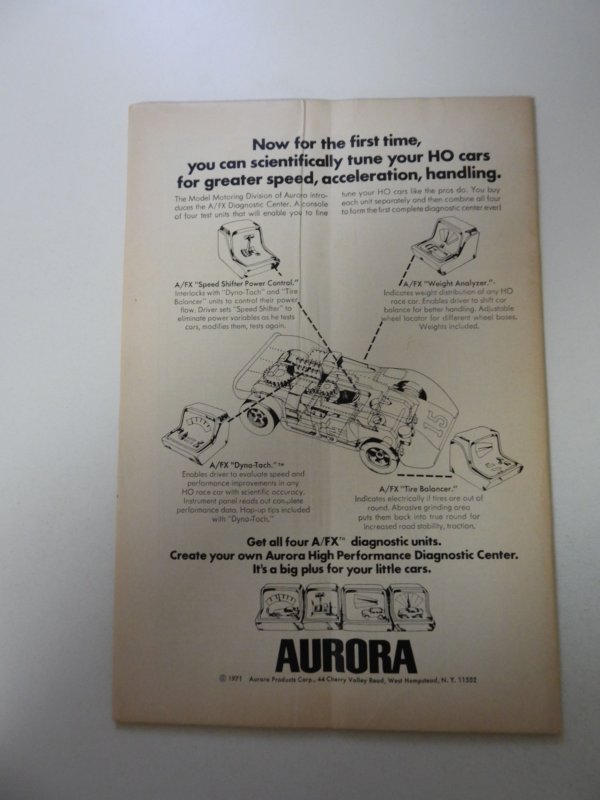 Now for the first time,
you can scientifically tune your HO cars
for greater speed, acceleration, handling.
The Model Motoring Division of Aurora intro-
duces the A/FX Diagnostic Center. A console
of four test units that will enable you to fine
tune your HO cars like the pros do. You buy
each unit separately and then combine all four
to form the first complete diagnostic center ever!
A/FX "Speed Shifter Power Control."
Interlocks with "Dyna-Tach" and "Tire
Balancer" units to control their power
flow. Driver sets "Speed Shifter" to
eliminate power variables as he tests
cars, modifies them, tests again.
A/FX "Weight Analyzer."
Indicates weight distribution of any HO
race car. Enables driver to shift car
balance for better handling. Adjustable
wheel locator for different wheel bases.
Weights included.
15
A/FX "Dyna-Tach."™
Enables driver to evaluate speed and
performance improvements in any
HO race car with scientific accuracy.
Instrument panel reads out complete
performance data. Hop-up tips included
with "Dyna-Tach."
A/FX "Tire Balancer."
Indicates electrically if tires are out of
round. Abrasive grinding area
puts them back into true round for
increased road stability, traction.
Get all four A/FX™ diagnostic units.
Create your own Aurora High Performance Diagnostic Center.
It's a big plus for your little cars.
AURORA
© 1971 Aurora Products Corp., 44 Cherry Valley Road, West Hempstead, N. Y. 11552